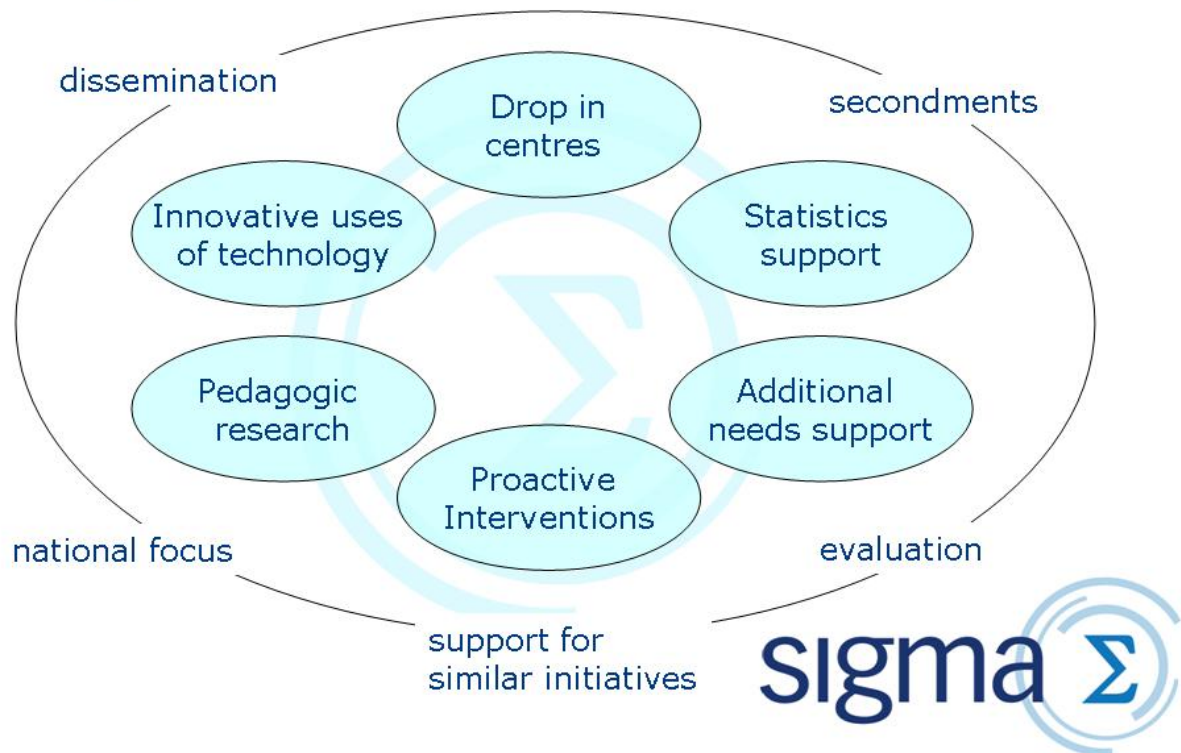 dissemination
secondments
Drop in
centres
Innovative uses
of technology
Statistics
support
Pedagogic
research
Additional
needs support
Proactive
Interventions
national focus
evaluation
support for
similar initiatives
sigma Σ
Σ